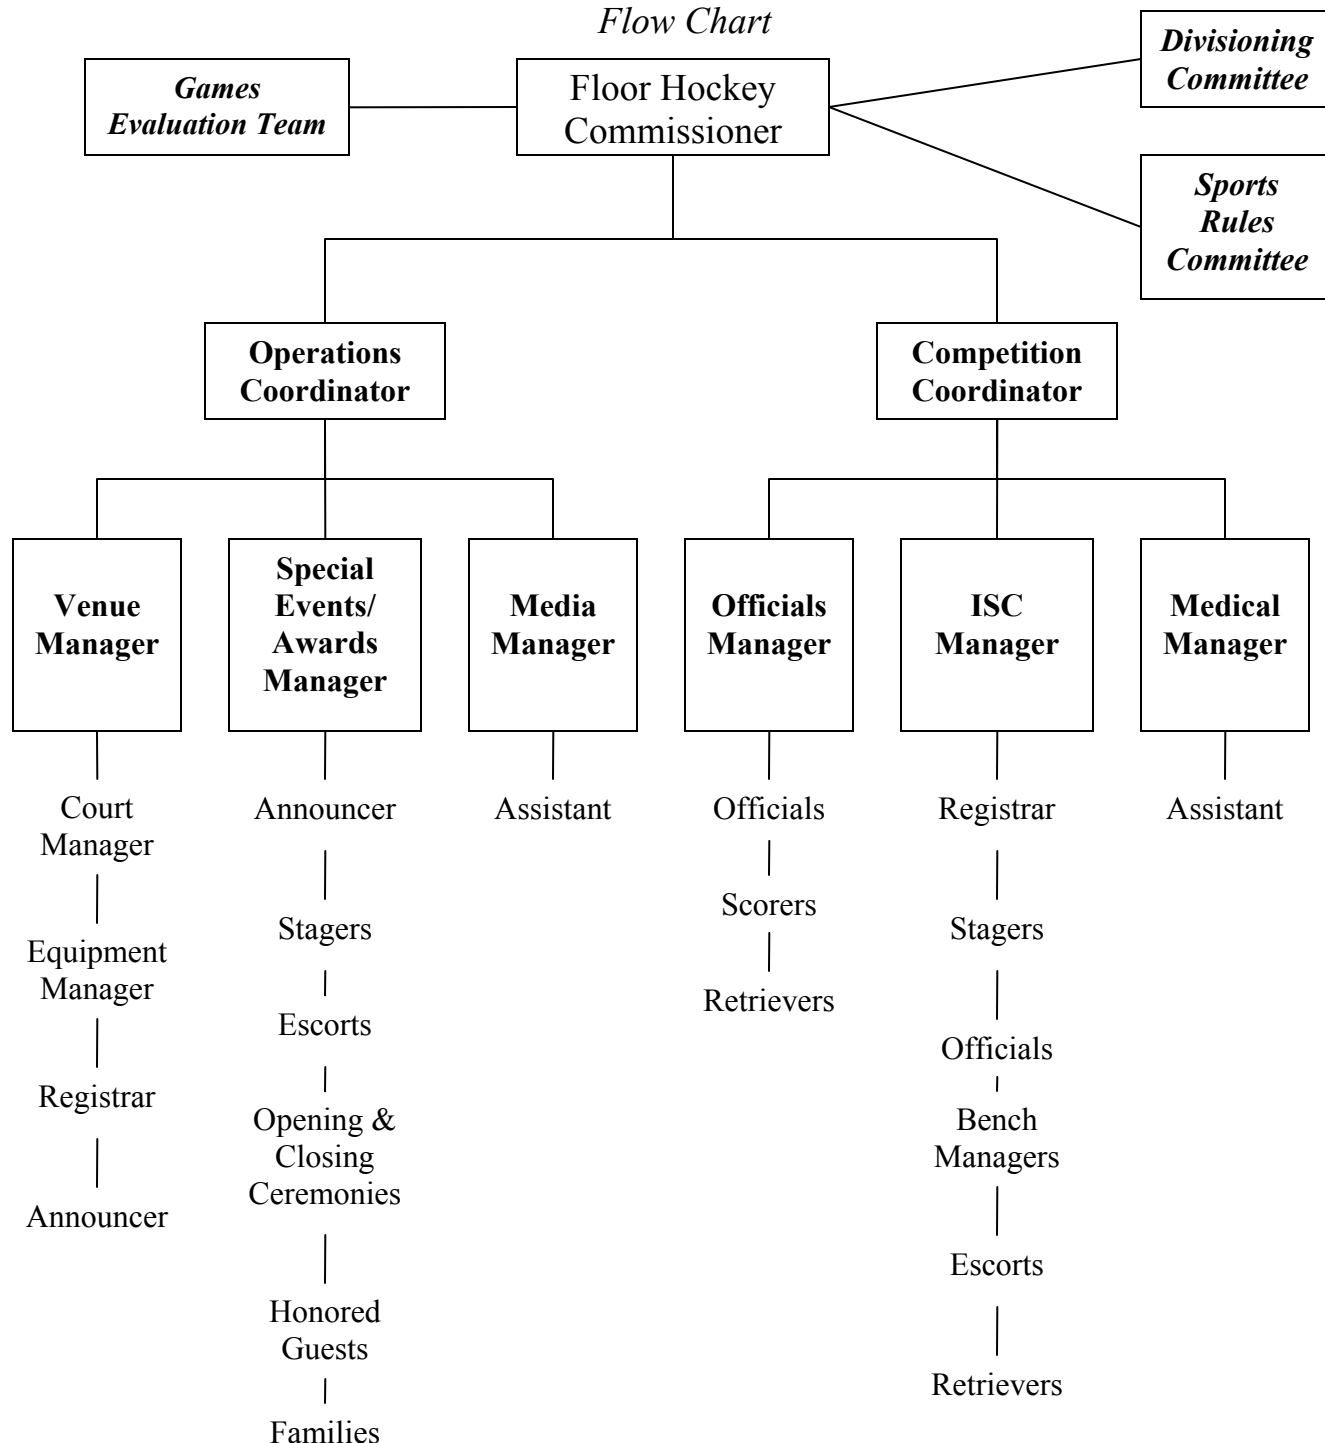 Flow Chart
Games
Evaluation Team
Floor Hockey
Commissioner
Divisioning
Committee
Sports
Rules
Committee
Operations
Coordinator
Competition
Coordinator
Venue
Manager
Special
Events/
Awards
Manager
Media
Manager
Officials
Manager
ISC
Manager
Medical
Manager
Court
Manager
Equipment
Manager
Registrar
Announcer
Announcer
Stagers
Escorts
Opening &
Closing
Ceremonies
Honored
Guests
Families
Assistant
Officials
Scorers
Retrievers
Registrar
Stagers
Officials
Bench
Managers
Escorts
Retrievers
Assistant